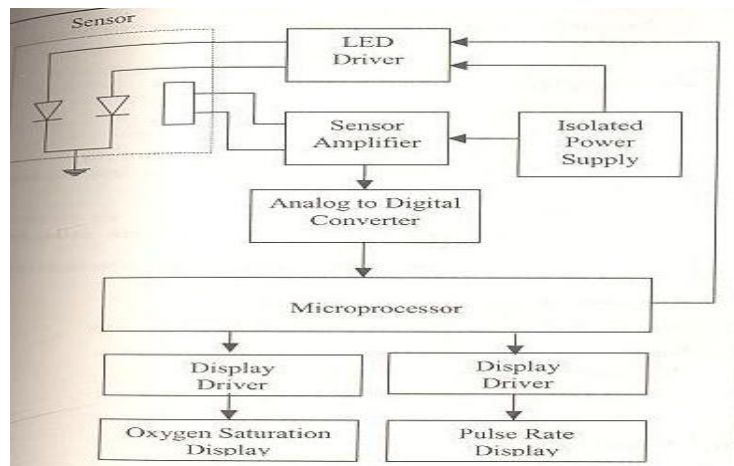 Sensor
LED
Driver
Sensor
Amplifier
Isolated
Power
Supply
Analog to Digital
Converter
Microprocessor
Display
Driver
Display
Driver
Oxygen Saturation
Display
Pulse Rate
Display